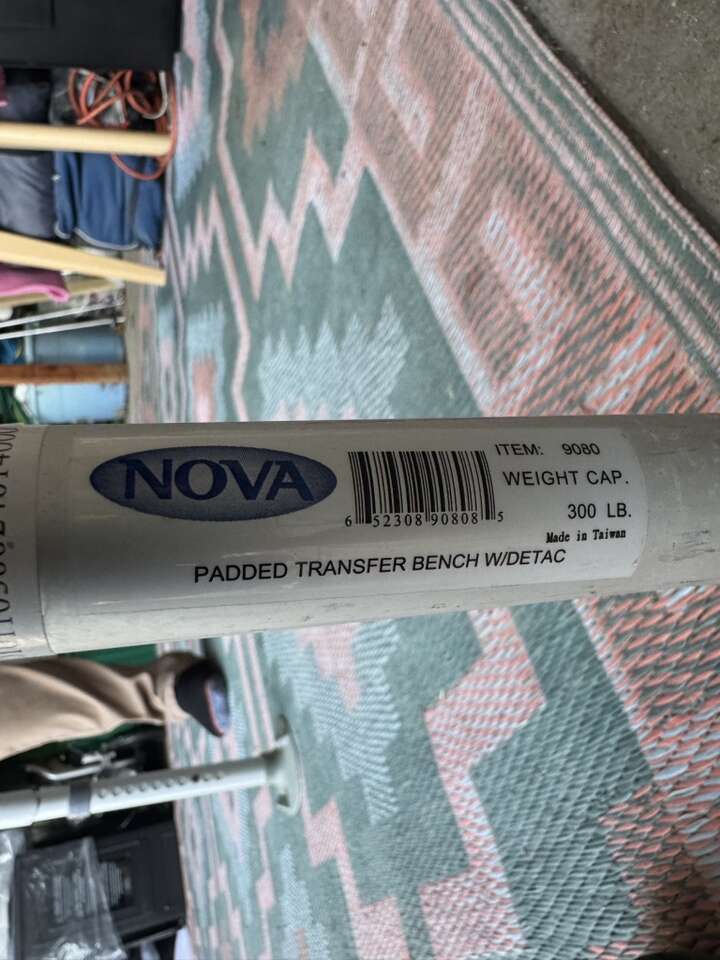 NOVA
6 52308 90808 5
ITEM: 9080
WEIGHT CAP.
300 LB.
Made in Taiwan
PADDED TRANSFER BENCH W/DETAC